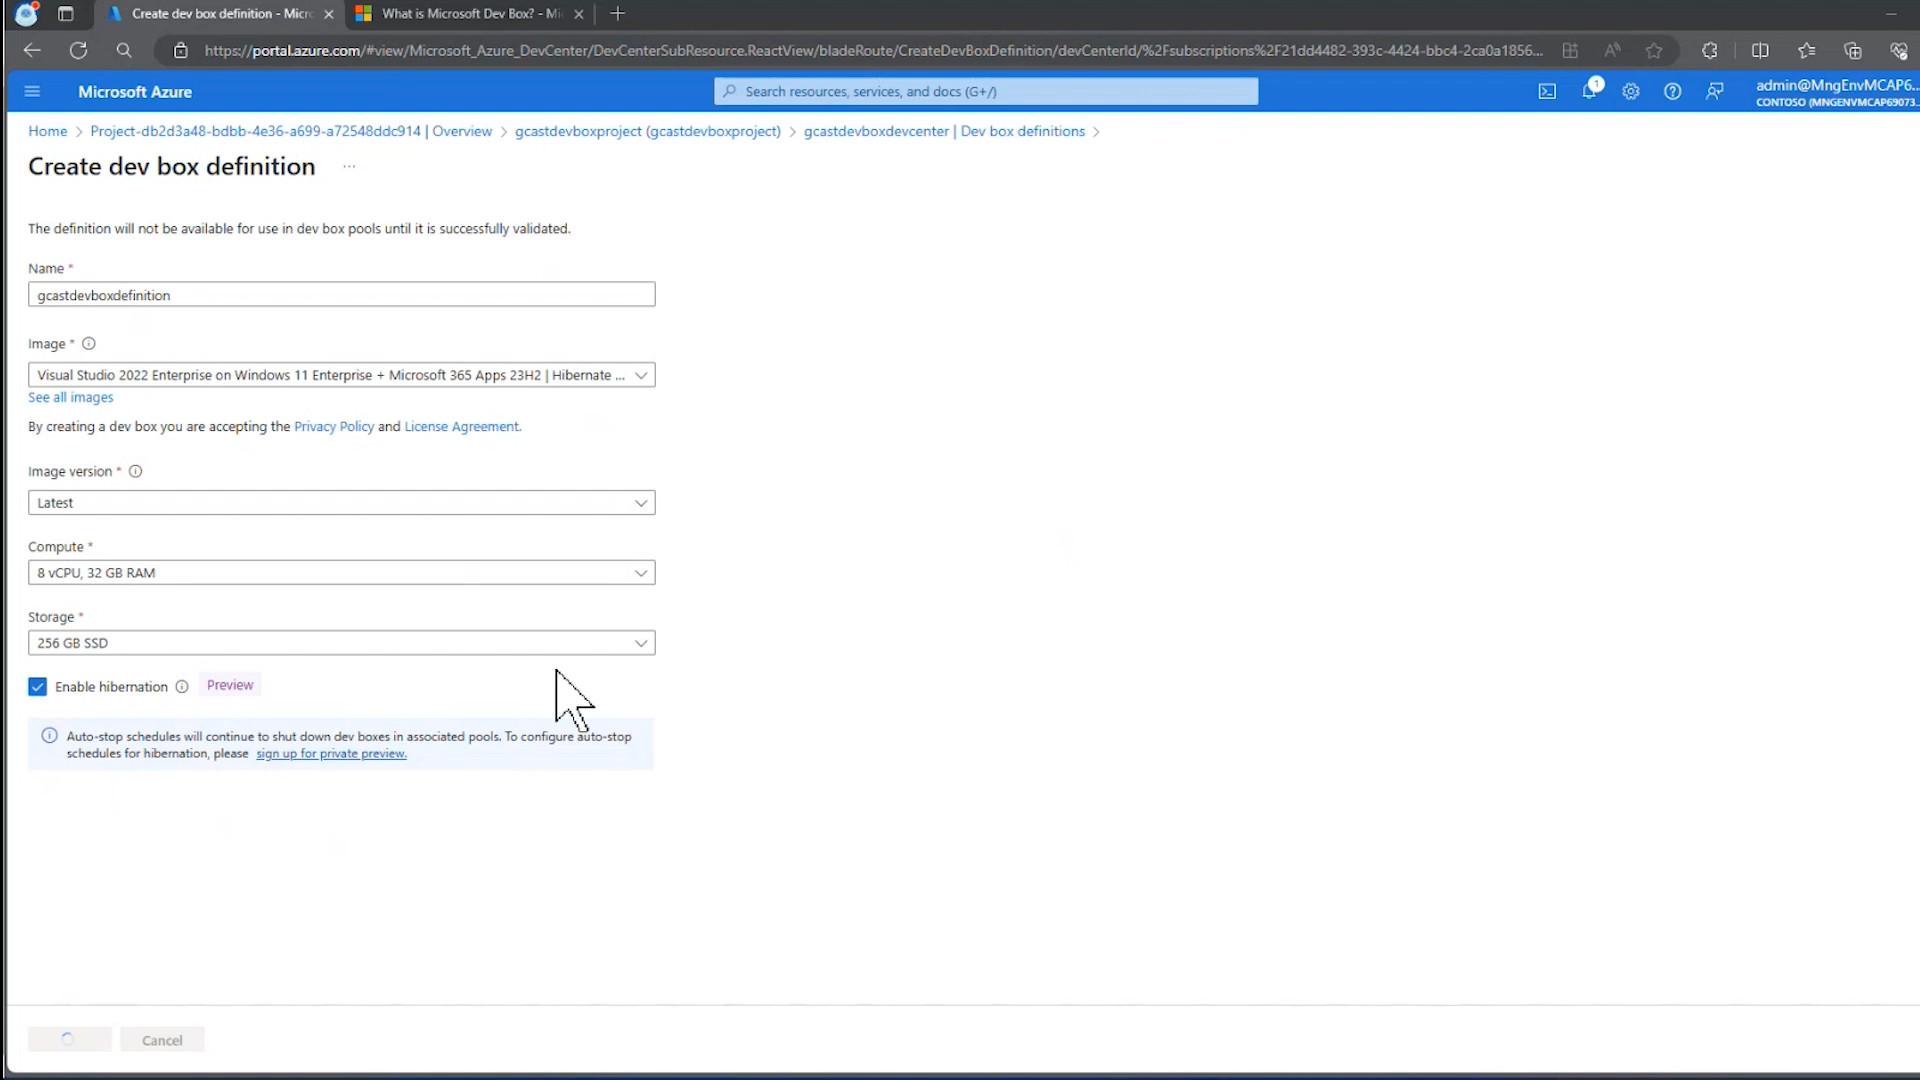 Create dev box definition - Micr
What is Microsoft Dev Box? - Mi
https://portal.azure.com/#view/Microsoft_Azure_DevCenter/DevCenterSubResource.ReactView/bladeRoute/CreateDevBoxDefinition/devCenterId/%2Fsubscriptions%2F21dd4482-393c-4424-bbc4-2ca0a1856...
Microsoft Azure
Search resources, services, and docs (G+/)
1
admin@MngEnvMCAP6...
CONTOSO (MNGENVMCAP69073...
Home > Project-db2d3a48-bdbb-4e36-a699-a72548ddc914 | Overview > gcastdevboxproject (gcastdevboxproject) > gcastdevboxdevcenter | Dev box definitions >
Create dev box definition ...
The definition will not be available for use in dev box pools until it is successfully validated.
Name *
gcastdevboxdefinition
Image *
Visual Studio 2022 Enterprise on Windows 11 Enterprise + Microsoft 365 Apps 23H2 | Hibernate ...
See all images
By creating a dev box you are accepting the Privacy Policy and License Agreement.
Image version *
Latest
Compute *
8 vCPU, 32 GB RAM
Storage *
256 GB SSD
Enable hibernation Preview
Auto-stop schedules will continue to shut down dev boxes in associated pools. To configure auto-stop
schedules for hibernation, please sign up for private preview.
Cancel